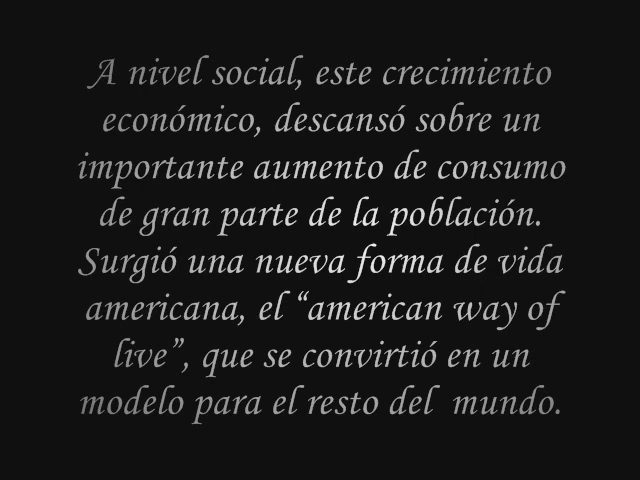 A nivel social, este crecimiento
económico, descansó sobre un
importante aumento de consumo
de gran parte de la población.
Surgió una nueva forma de vida
americana, el “american way of
live”, que se convirtió en un
modelo para el resto del  mundo.